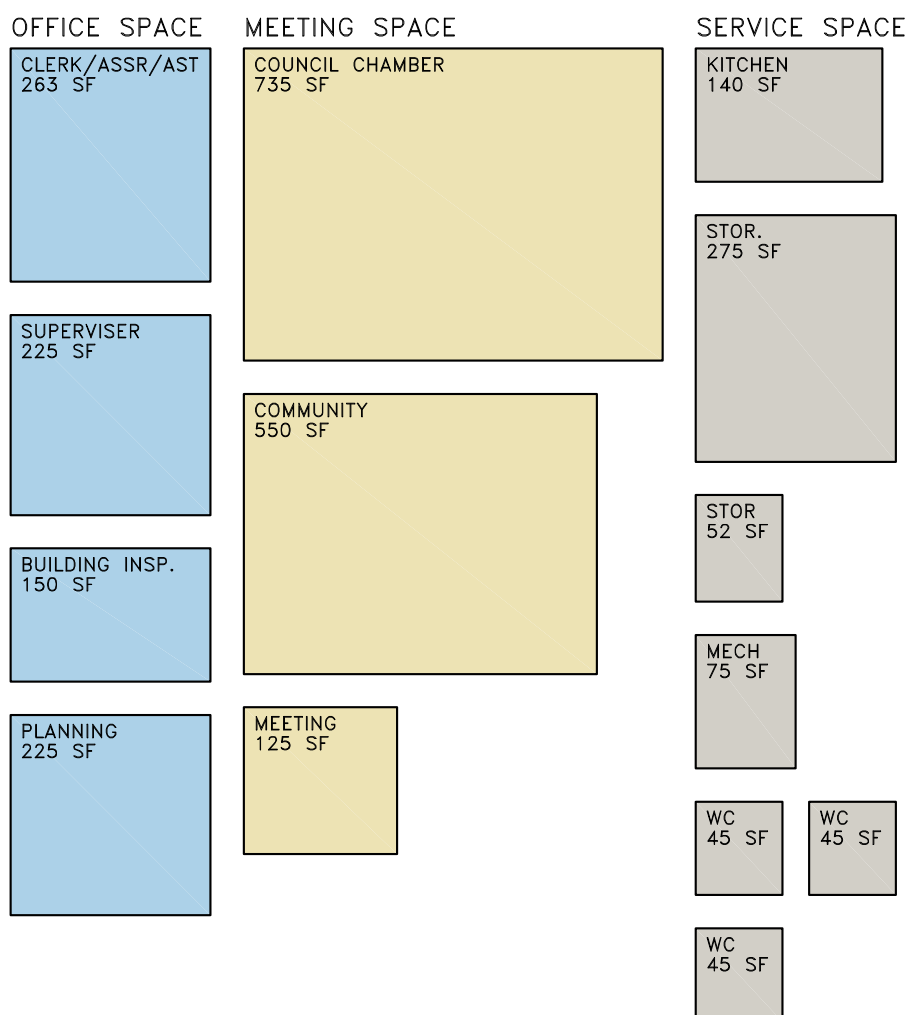 OFFICE SPACE
CLERK/ASSR/AST
263 SF
SUPERVISER
225 SF
BUILDING INSP.
150 SF
PLANNING
225 SF
MEETING SPACE
COUNCIL CHAMBER
735 SF
COMMUNITY
550 SF
MEETING
125 SF
SERVICE SPACE
KITCHEN
140 SF
STOR.
275 SF
STOR
52 SF
MECH
75 SF
WC
45 SF
WC
45 SF
WC
45 SF